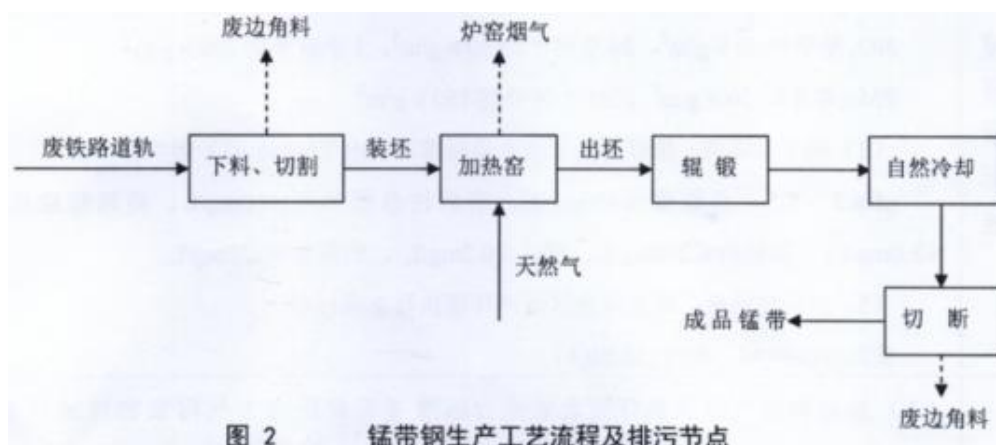 废边角料
炉窑烟气
废铁路道轨
下料、切割
装坯
加热窑
出坯
辊 锻
自然冷却
天然气
成品锰带
切 断
废边角料
图 2 锰带钢生产工艺流程及排污节点